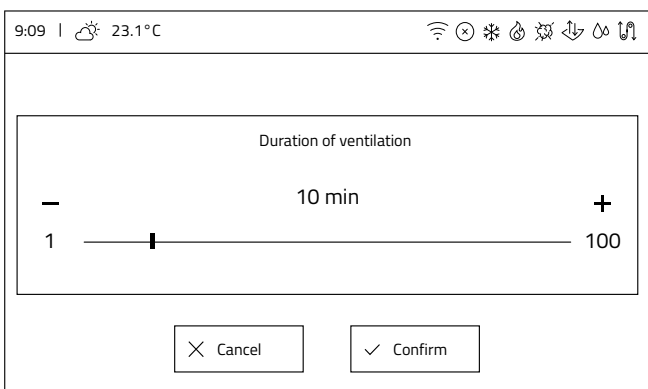 9:09 | 23.1°C
Duration of ventilation
10 min
− +
1 100
Cancel Confirm